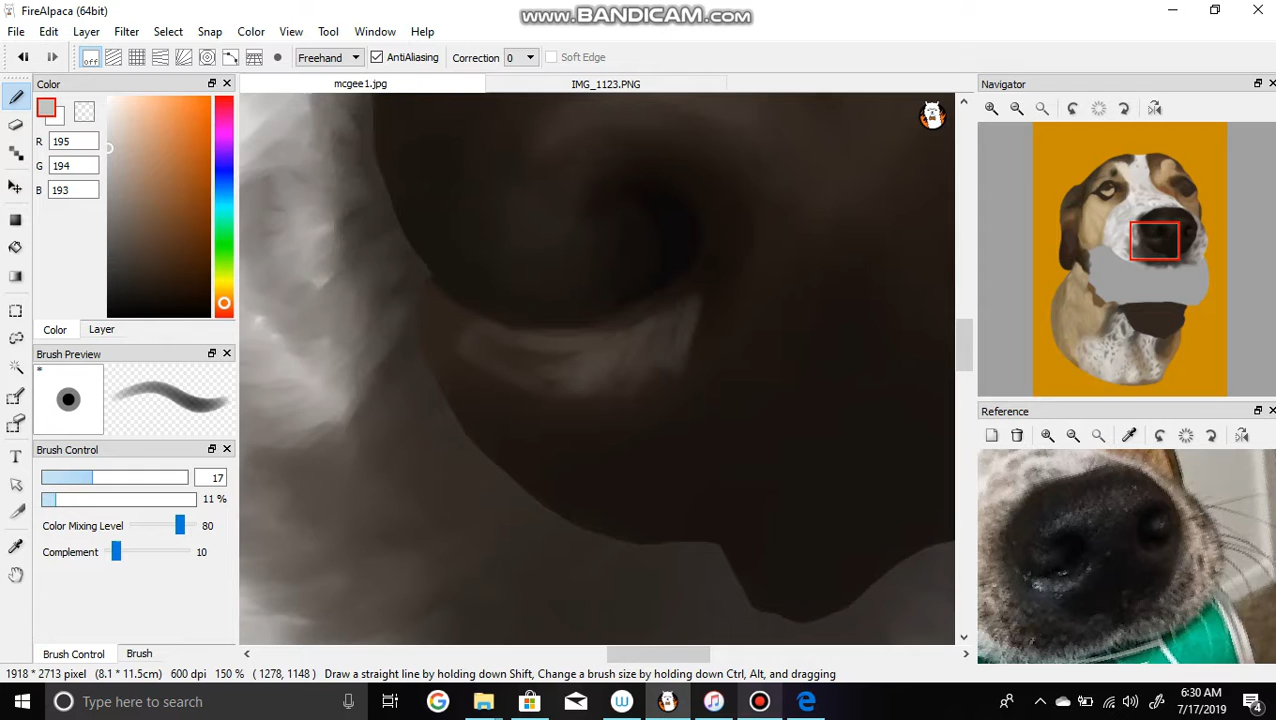 FireAlpaca (64bit)
www.BANDICAM.com
File Edit Layer Filter Select Snap Color View Tool Window Help
off Freehand AntiAliasing Correction 0 Soft Edge
Color
mcgee1.jpg IMG_1123.PNG
Navigator
R 195
G 194
B 193
Color Layer
Brush Preview
Reference
Brush Control
17
11 %
Color Mixing Level 80
Complement 10
Brush Control Brush
1918 * 2713 pixel (8.1 * 11.5cm) 600 dpi 150 % ( 1278, 1148 ) Draw a straight line by holding down Shift, Change a brush size by holding down Ctrl, Alt, and dragging
Type here to search
6:30 AM
7/17/2019
4